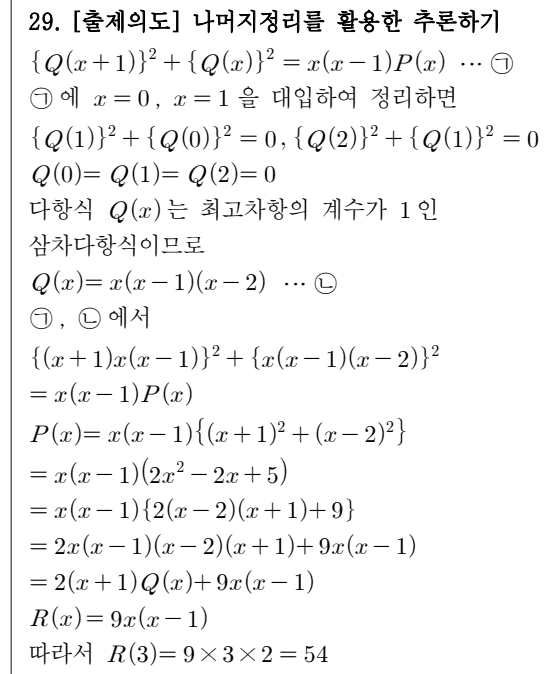 29. [출제의도] 나머지정리를 활용한 추론하기
{Q(x+1)}²+{Q(x)}²=x(x−1)P(x) ⋯ ㉠
㉠에 x=0, x=1을 대입하여 정리하면
{Q(1)}²+{Q(0)}²=0, {Q(2)}²+{Q(1)}²=0
Q(0)=Q(1)=Q(2)=0
다항식 Q(x)는 최고차항의 계수가 1인
삼차다항식이므로
Q(x)=x(x−1)(x−2) ⋯ ㉡
㉠, ㉡에서
{(x+1)x(x−1)}²+{x(x−1)(x−2)}²
=x(x−1)P(x)
P(x)=x(x−1){(x+1)²+(x−2)²}
=x(x−1)(2x²−2x+5)
=x(x−1){2(x−2)(x+1)+9}
=2x(x−1)(x−2)(x+1)+9x(x−1)
=2(x+1)Q(x)+9x(x−1)
R(x)=9x(x−1)
따라서 R(3)=9×3×2=54